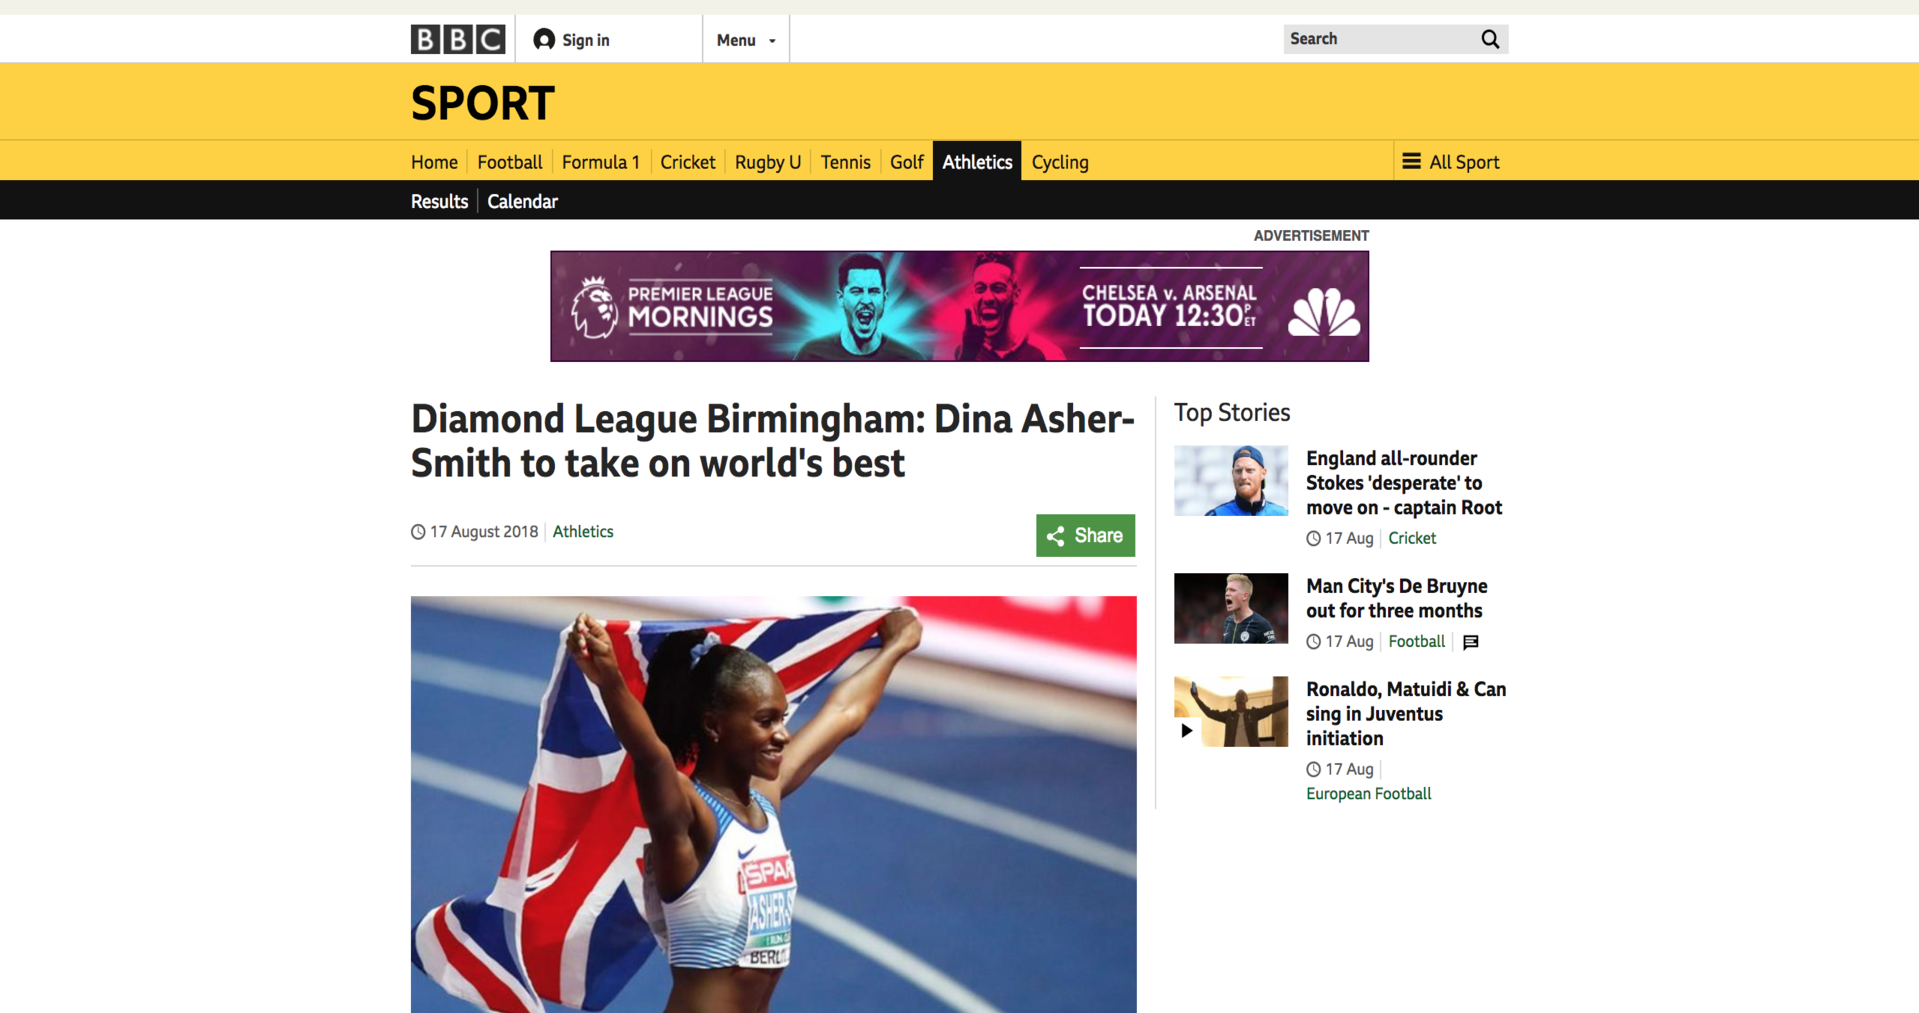 BBC
Sign in
Menu
Search
SPORT
Home
Football
Formula 1
Cricket
Rugby U
Tennis
Golf
Athletics
Cycling
All Sport
Results
Calendar
ADVERTISEMENT
PREMIER LEAGUE
MORNINGS
CHELSEA v. ARSENAL
TODAY 12:30P ET
Diamond League Birmingham: Dina Asher-
Smith to take on world's best
17 August 2018
Athletics
Share
SPAR
ASHER-S
I RUN
BERLI
Top Stories
England all-rounder
Stokes 'desperate' to
move on - captain Root
17 Aug
Cricket
Man City's De Bruyne
out for three months
17 Aug
Football
Ronaldo, Matuidi & Can
sing in Juventus
initiation
17 Aug
European Football